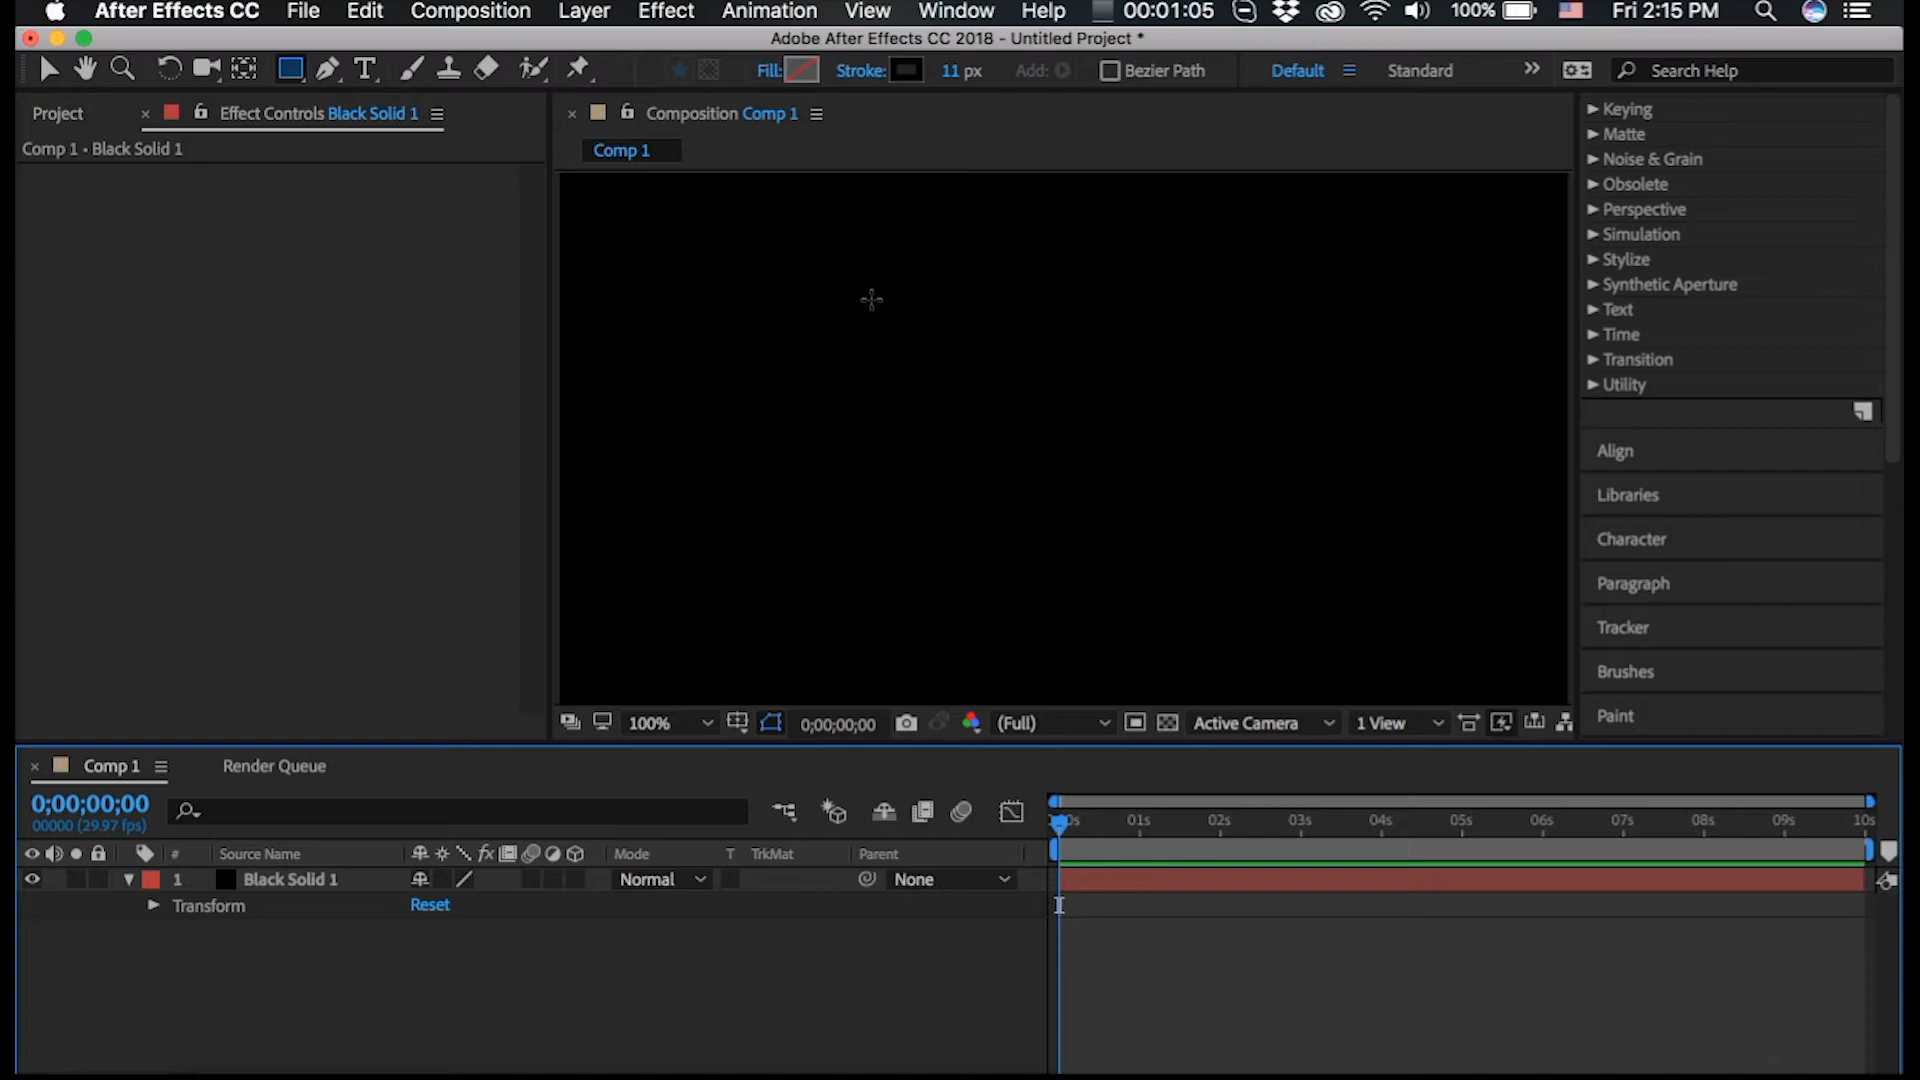 After Effects CC File Edit Composition Layer Effect Animation View Window Help 00:01:05 100% Fri 2:15 PM
Adobe After Effects CC 2018 - Untitled Project *
T Fill: Stroke: 11 px Add: Bezier Path Default Standard Search Help
Project × Effect Controls Black Solid 1
Comp 1 • Black Solid 1
× Composition Comp 1
Comp 1
Keying
Matte
Noise & Grain
Obsolete
Perspective
Simulation
Stylize
Synthetic Aperture
Text
Time
Transition
Utility
Align
Libraries
Character
Paragraph
Tracker
Brushes
Paint
100% 0;00;00;00 (Full) Active Camera 1 View
× Comp 1 Render Queue
0;00;00;00
00000 (29.97 fps)
01s 02s 03s 04s 05s 06s 07s 08s 09s 10s
# Source Name fx Mode T TrkMat Parent
1 Black Solid 1 Normal None
Transform Reset